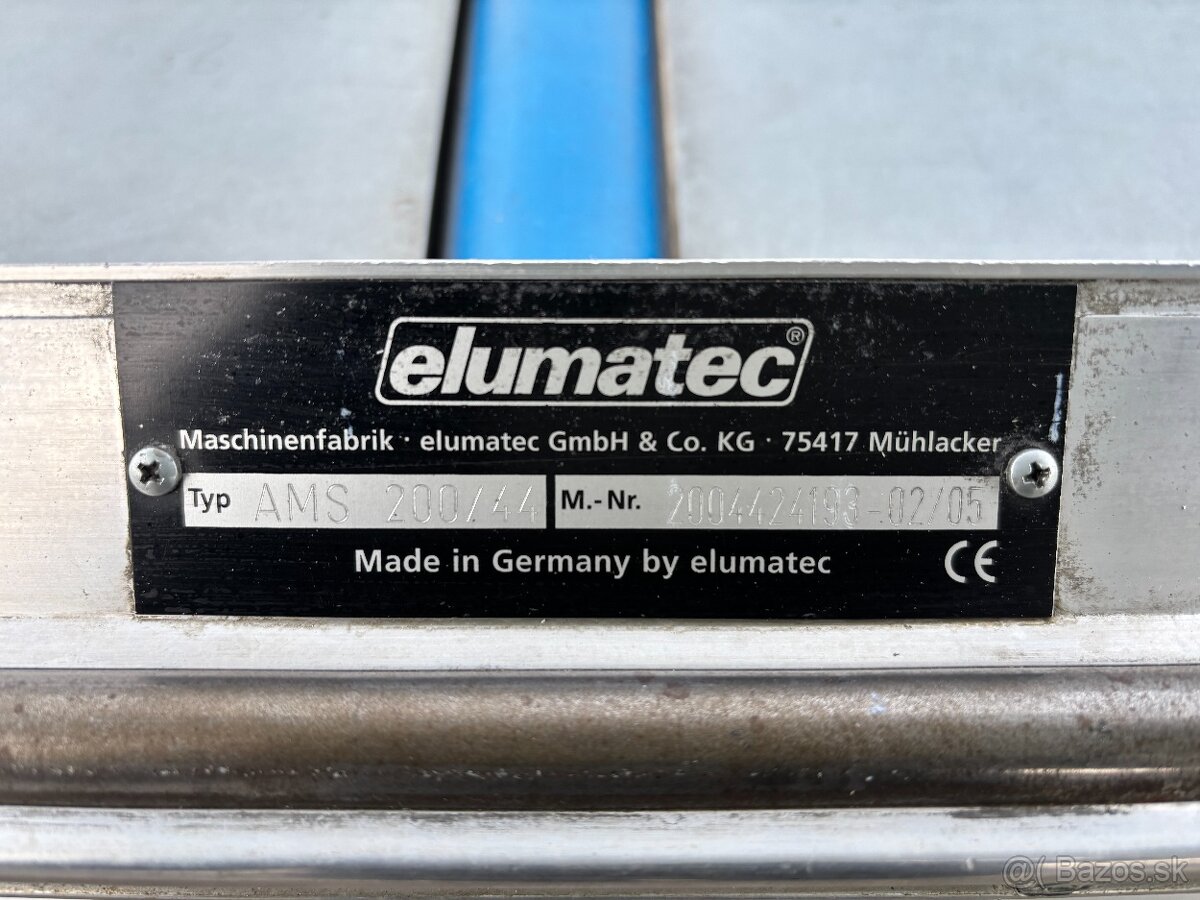 elumatec®
Maschinenfabrik · elumatec GmbH & Co. KG · 75417 Mühlacker
Typ AMS 200/44 M.-Nr. 2004424193-02/05
Made in Germany by elumatec CE
@( Bazos.sk